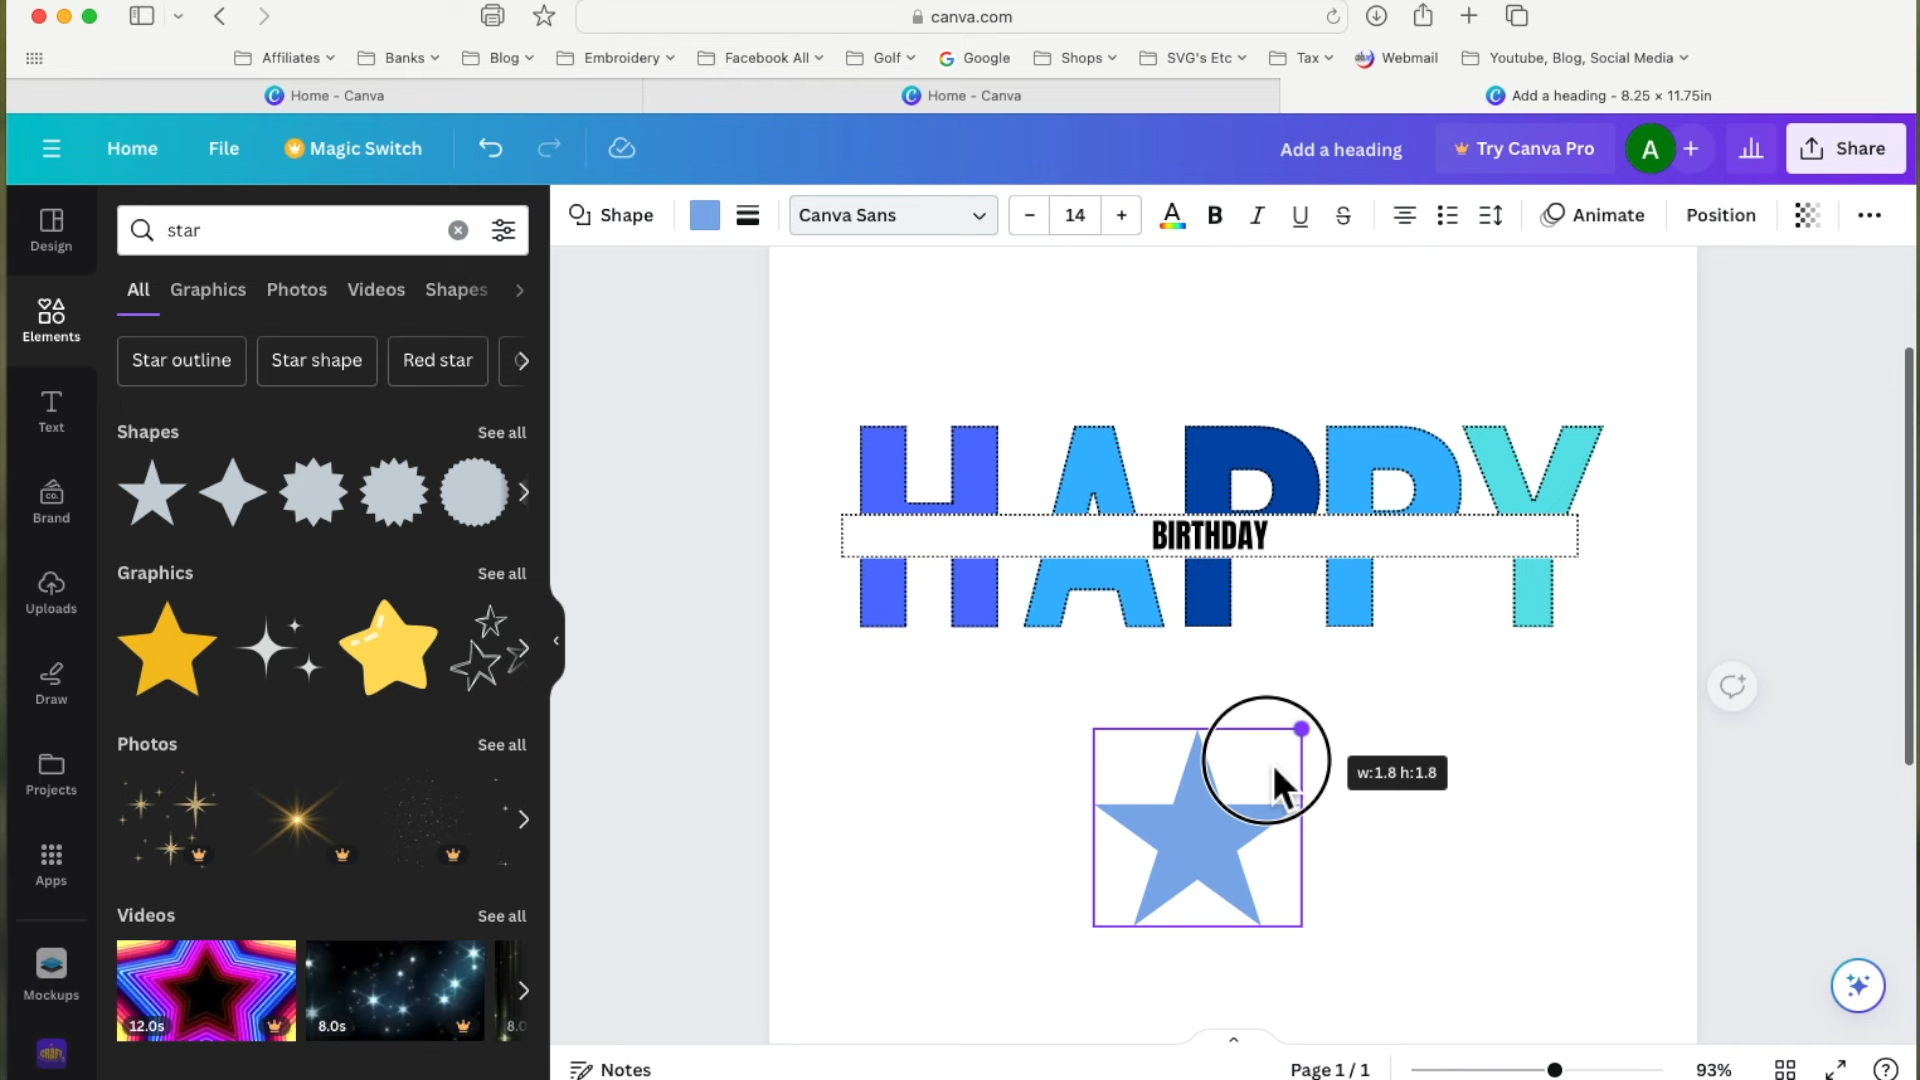 canva.com
Affiliates Banks Blog Embroidery Facebook All Golf Google Shops SVG's Etc Tax Webmail Youtube, Blog, Social Media
Home - Canva Home - Canva Add a heading - 8.25 × 11.75in
Home File Magic Switch Add a heading Try Canva Pro A + Share
Shape Canva Sans - 14 + A B I U S Animate Position
star
Design
All Graphics Photos Videos Shapes
Elements
Star outline Star shape Red star
Text
Shapes See all
Brand
CO.
HAPPY
BIRTHDAY
Graphics See all
Uploads
Draw
Photos See all
w:1.8 h:1.8
Projects
Apps
Videos See all
Mockups
12.0s 8.0s 8.0
CRAFT
Notes Page 1 / 1 93%